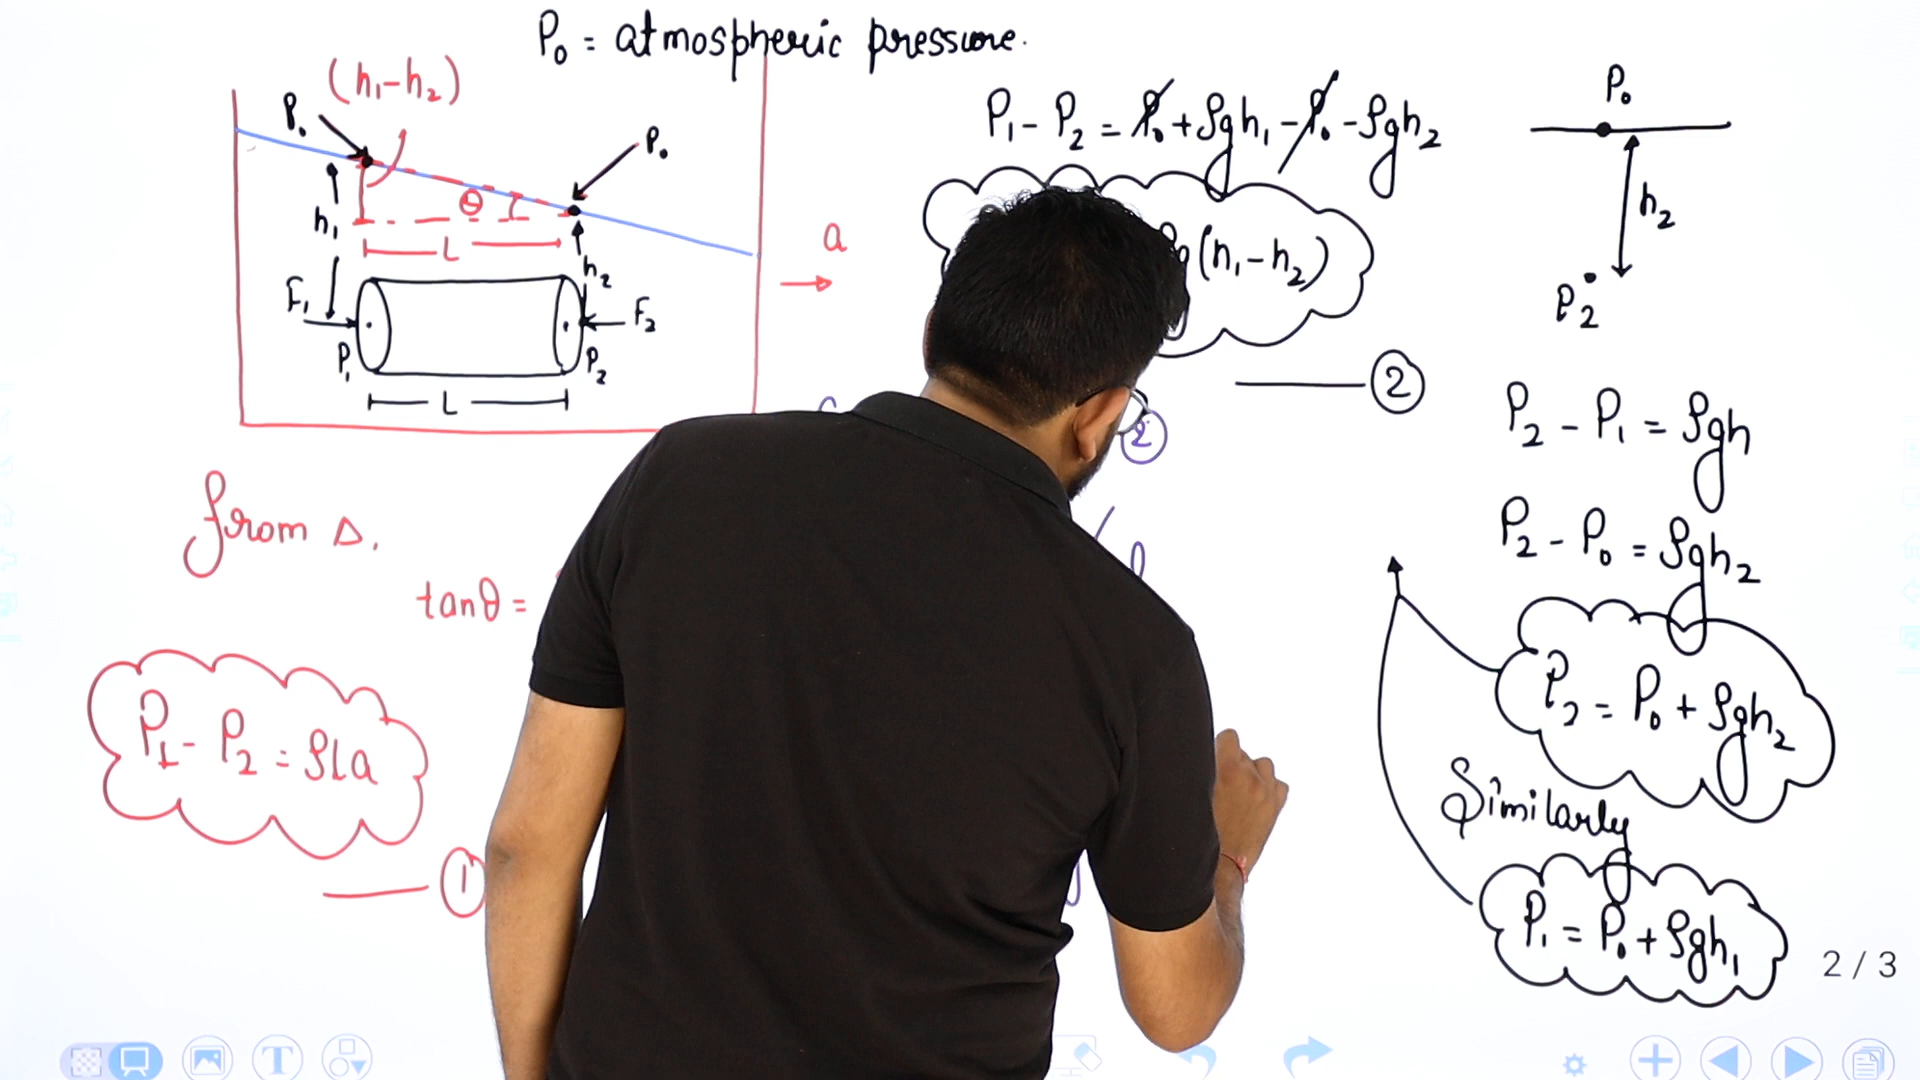 P₀ = atmospheric pressure.
(h₁-h₂)
P₀
P₀
θ
h₁
L
h₂
F₁
F₂
P₁
P₂
L
a
from Δ,
tanθ =
P₁- P₂ = ρLa
①
P₁- P₂ = P₀ + ρgh₁ - P₀ - ρgh₂
(h₁-h₂)
②
②
P₀
h₂
P₂
P₂ - P₁ = ρgh
P₂ - P₀ = ρgh₂
P₂ = P₀ + ρgh₂
Similarly
P₁ = P₀ + ρgh₁
2 / 3
T